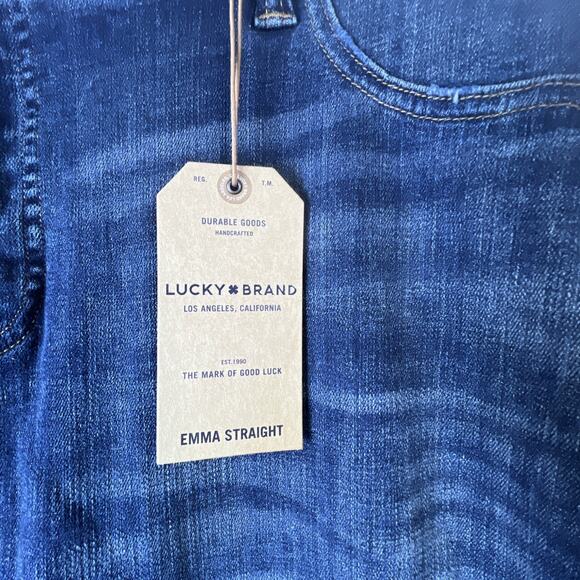 REG. T.M.
DURABLE GOODS
HANDCRAFTED
LUCKY BRAND
LOS ANGELES, CALIFORNIA
EST.1990
THE MARK OF GOOD LUCK
EMMA STRAIGHT